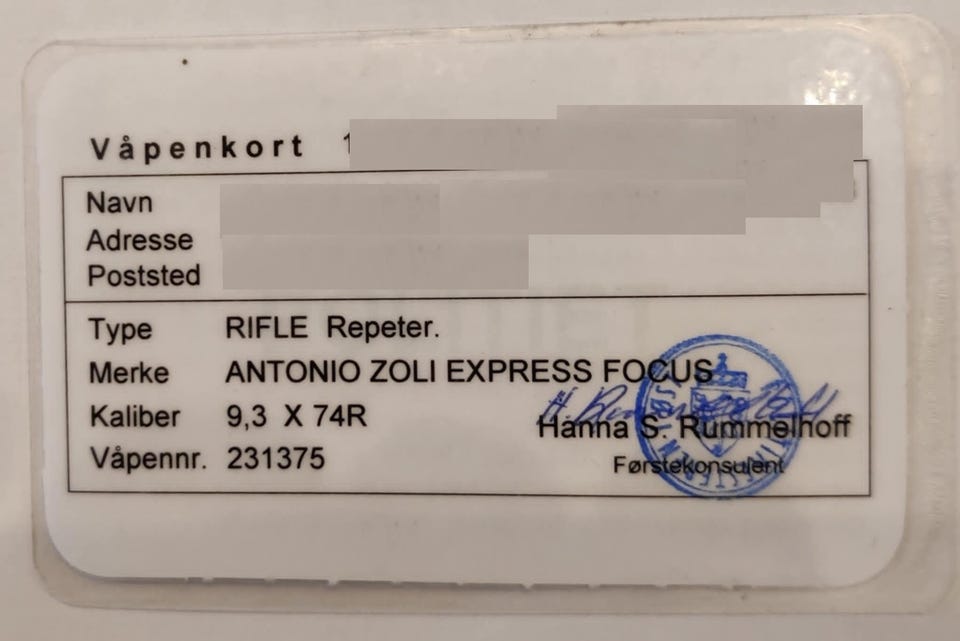 Våpenkort 1
Navn
Adresse
Poststed
Type RIFLE Repeter.
Merke ANTONIO ZOLI EXPRESS FOCUS
Kaliber 9,3 X 74R
Hanna S. Rummelhoff
Våpennr. 231375
Førstekonsulent